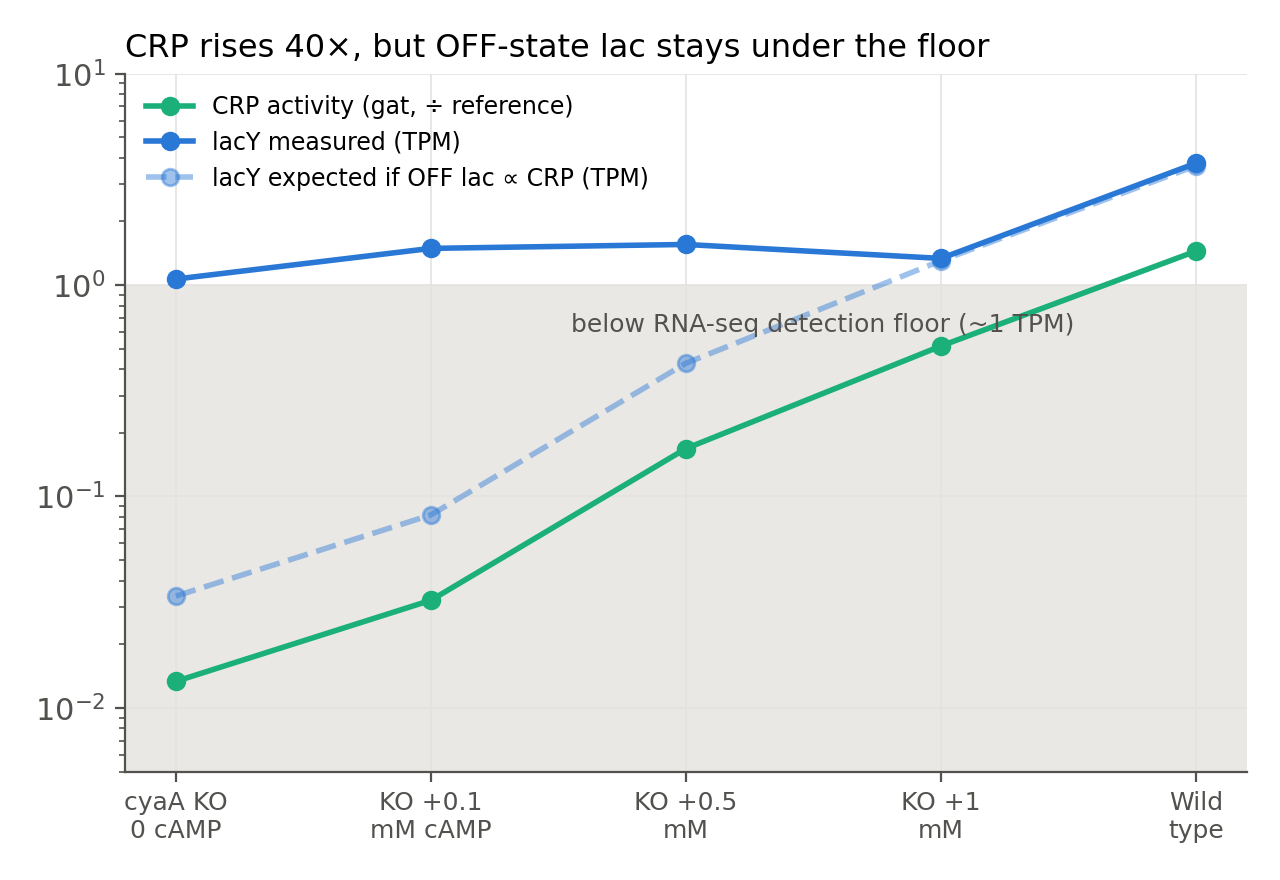 CRP rises 40×, but OFF-state lac stays under the floor
CRP activity (gat, ÷ reference)
lacY measured (TPM)
lacY expected if OFF lac ∝ CRP (TPM)
10¹
10⁰
10⁻¹
10⁻²
below RNA-seq detection floor (~1 TPM)
cyaA KO
0 cAMP
KO +0.1
mM cAMP
KO +0.5
mM
KO +1
mM
Wild
type